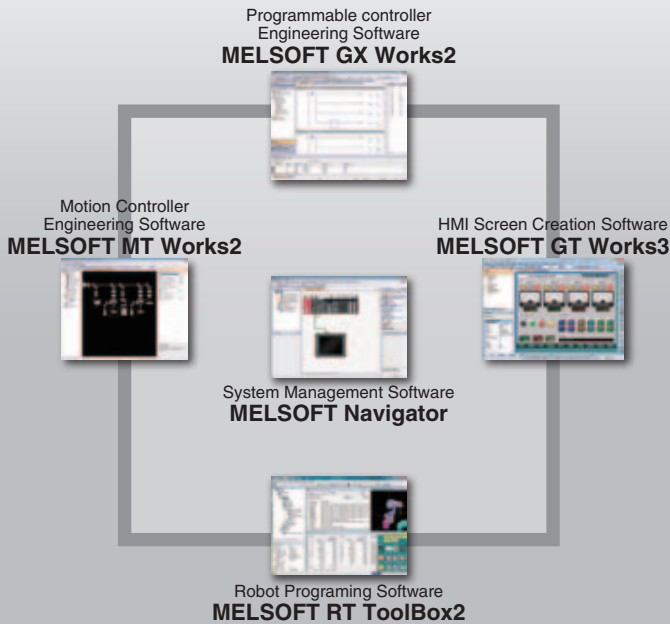 Programmable controller
Engineering Software
MELSOFT GX Works2
Motion Controller
Engineering Software
MELSOFT MT Works2
HMI Screen Creation Software
MELSOFT GT Works3
System Management Software
MELSOFT Navigator
Robot Programing Software
MELSOFT RT ToolBox2